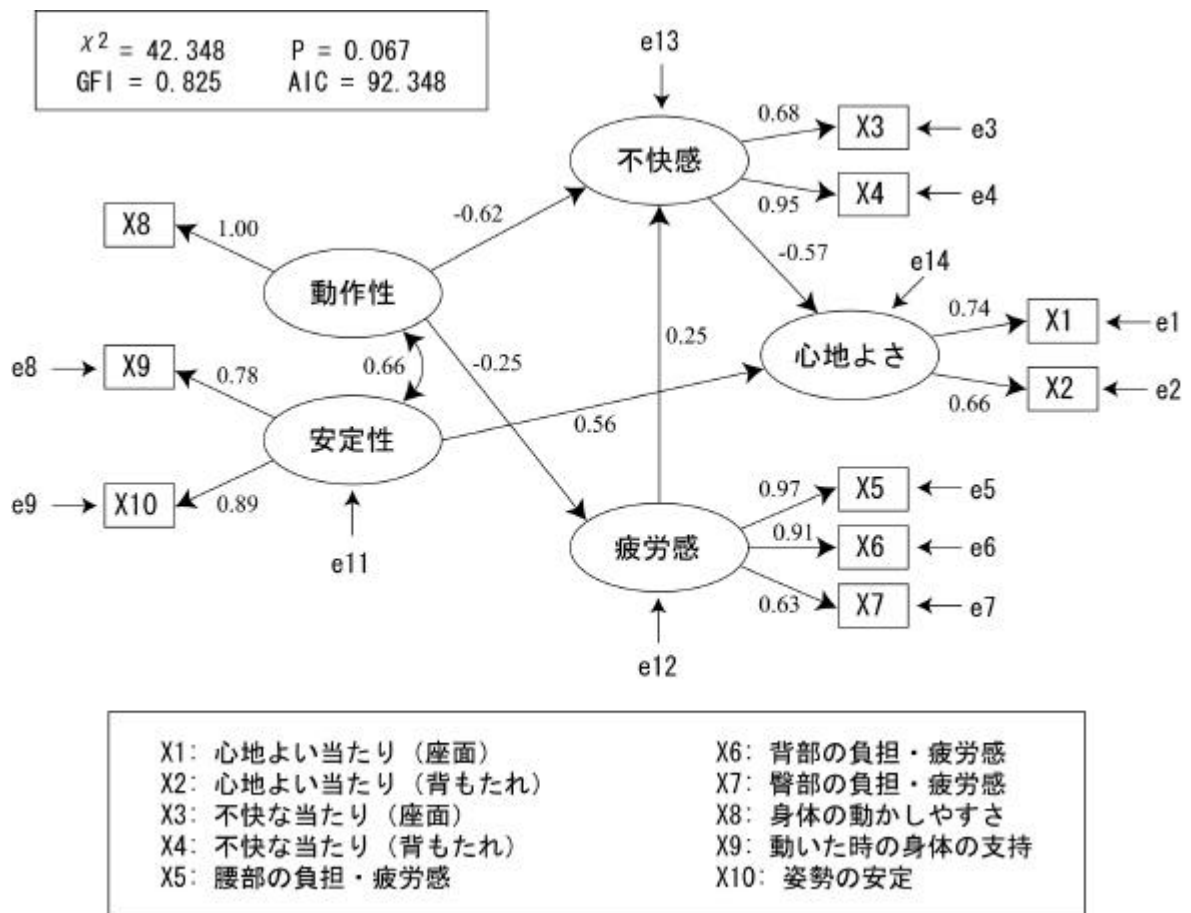 χ2 = 42.348 P = 0.067
GFI = 0.825 AIC = 92.348
e13
不快感
0.68
X3
e3
0.95
X4
e4
X8
1.00
動作性
-0.62
-0.57
e14
心地よさ
0.74
X1
e1
0.66
X2
e2
e8
X9
0.78
0.66
-0.25
0.25
安定性
0.56
e9
X10
0.89
e11
疲労感
0.97
X5
e5
0.91
X6
e6
0.63
X7
e7
e12
X1: 心地よい当たり (座面)
X2: 心地よい当たり (背もたれ)
X3: 不快な当たり (座面)
X4: 不快な当たり (背もたれ)
X5: 腰部の負担・疲労感
X6: 背部の負担・疲労感
X7: 臀部の負担・疲労感
X8: 身体の動かしやすさ
X9: 動いた時の身体の支持
X10: 姿勢の安定